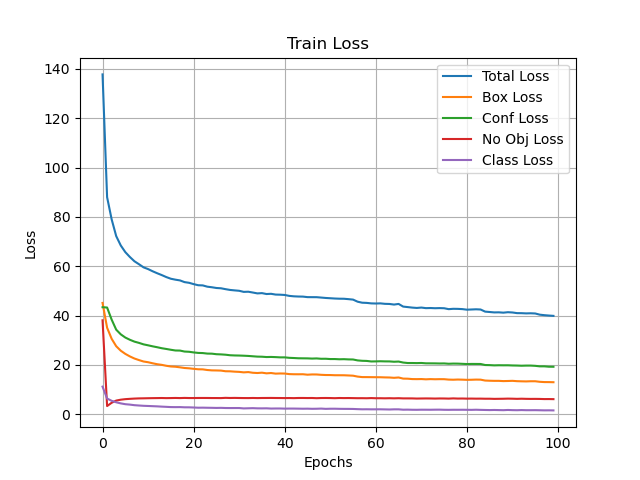 Train Loss
140
120
100
80
60
40
20
0
Loss
Total Loss
Box Loss
Conf Loss
No Obj Loss
Class Loss
0 20 40 60 80 100
Epochs